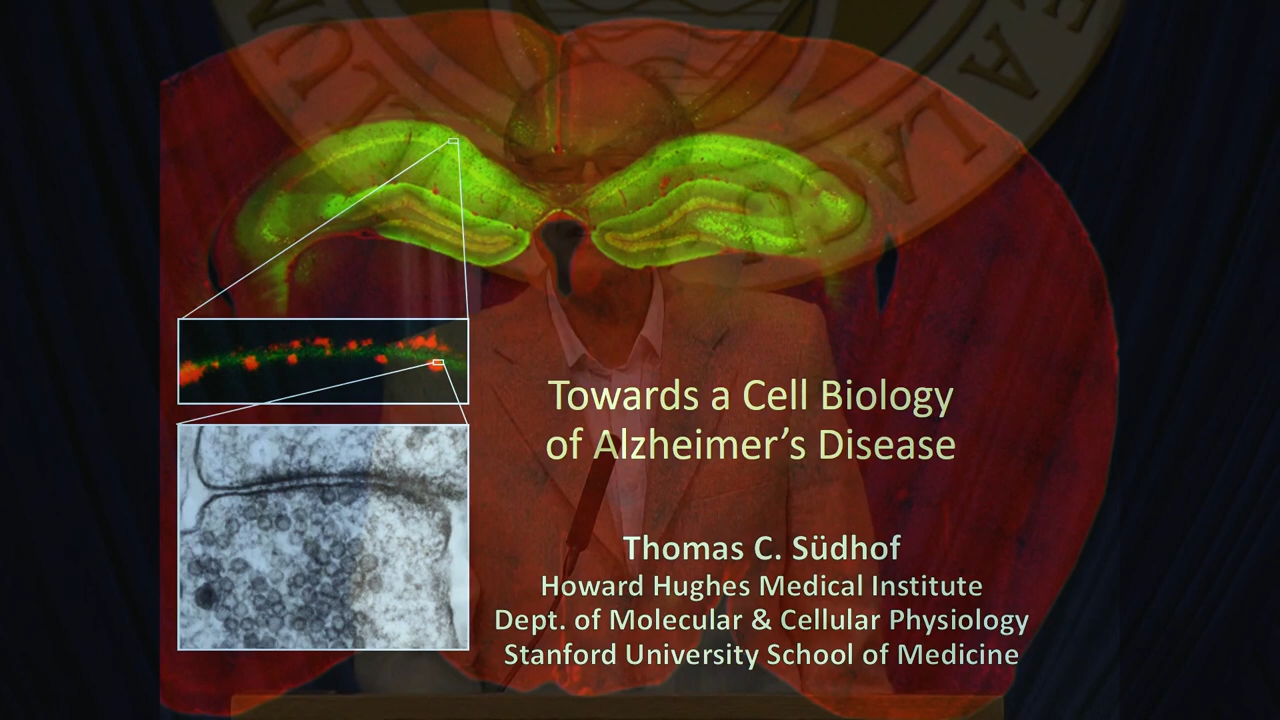 Towards a Cell Biology
of Alzheimer’s Disease
Thomas C. Südhof
Howard Hughes Medical Institute
Dept. of Molecular & Cellular Physiology
Stanford University School of Medicine